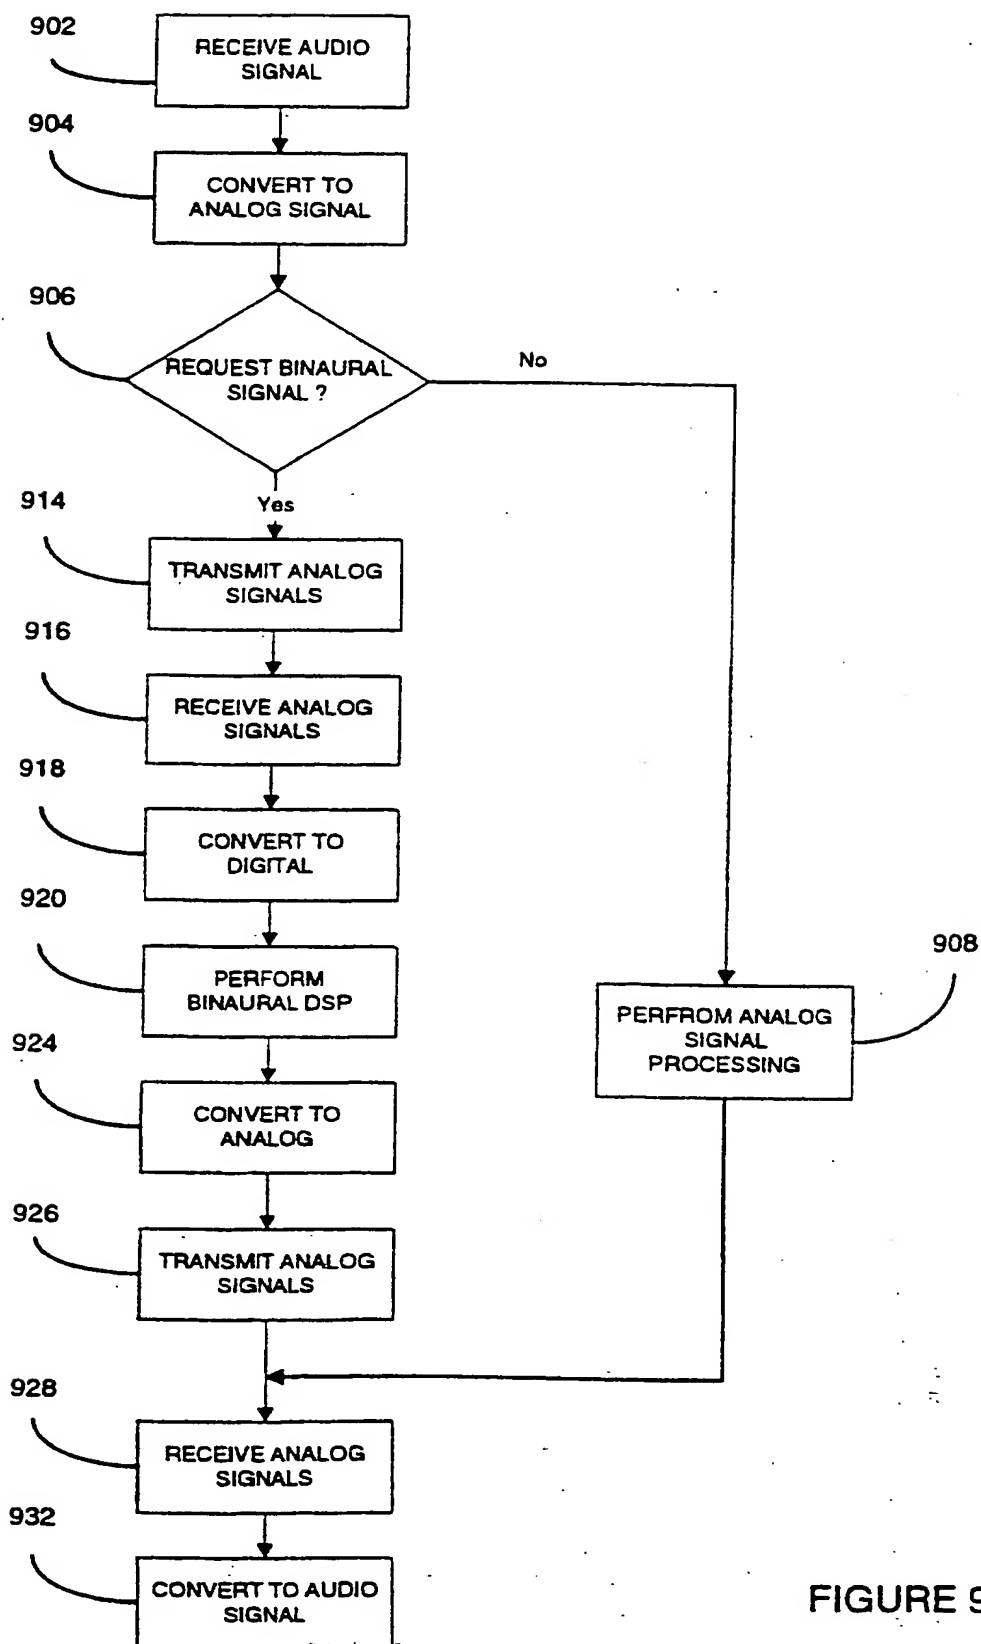 902
RECEIVE AUDIO
SIGNAL
904
CONVERT TO
ANALOG SIGNAL
906
REQUEST BINAURAL
SIGNAL ?
No
Yes
914
TRANSMIT ANALOG
SIGNALS
916
RECEIVE ANALOG
SIGNALS
918
CONVERT TO
DIGITAL
920
PERFORM
BINAURAL DSP
908
PERFROM ANALOG
SIGNAL
PROCESSING
924
CONVERT TO
ANALOG
926
TRANSMIT ANALOG
SIGNALS
928
RECEIVE ANALOG
SIGNALS
932
CONVERT TO AUDIO
SIGNAL
FIGURE 9